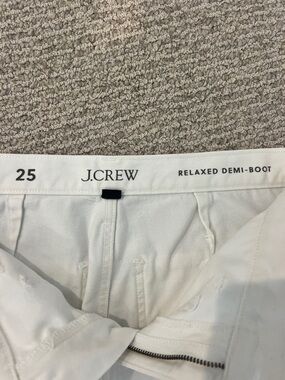 25 J.CREW RELAXED DEMI-BOOT